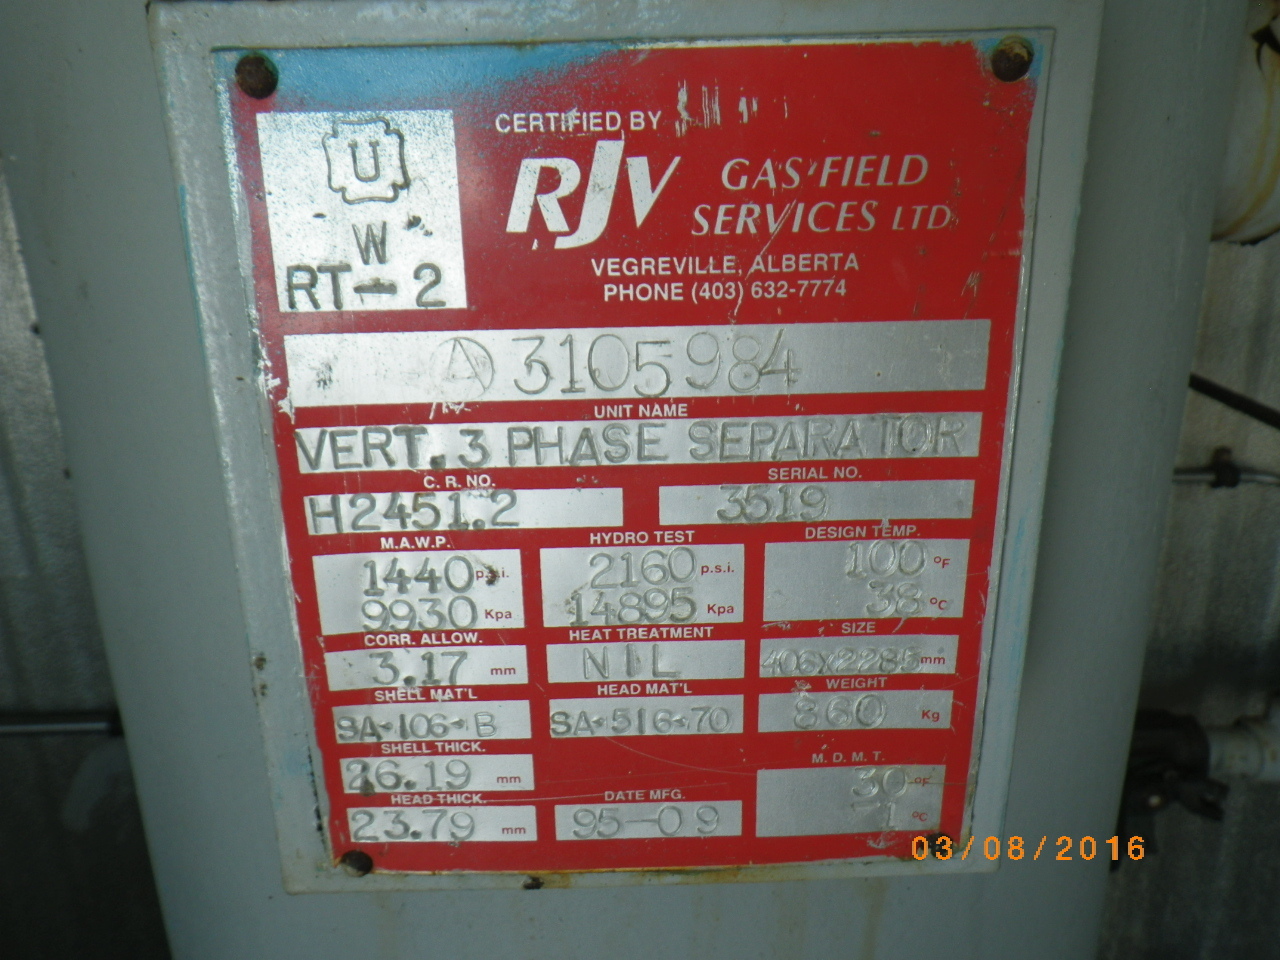 U
W
RT-2
CERTIFIED BY
RJV GAS FIELD SERVICES LTD
VEGREVILLE, ALBERTA
PHONE (403) 632-7774
A 3105984
UNIT NAME
VERT. 3 PHASE SEPARATOR
C. R. NO. SERIAL NO.
H2451.2 3519
M.A.W.P. HYDRO TEST DESIGN TEMP.
1440 p.s.i. 2160 p.s.i. 100 °F
9930 Kpa 14895 Kpa 38 °C
CORR. ALLOW. HEAT TREATMENT SIZE
3.17 mm NIL 406X2285 mm
SHELL MAT'L HEAD MAT'L WEIGHT
SA-106-B SA-516-70 860 Kg
SHELL THICK. M. D. M. T.
26.19 mm 30 °F
HEAD THICK. DATE MFG.
23.79 mm 95-09 °C
03/08/2016